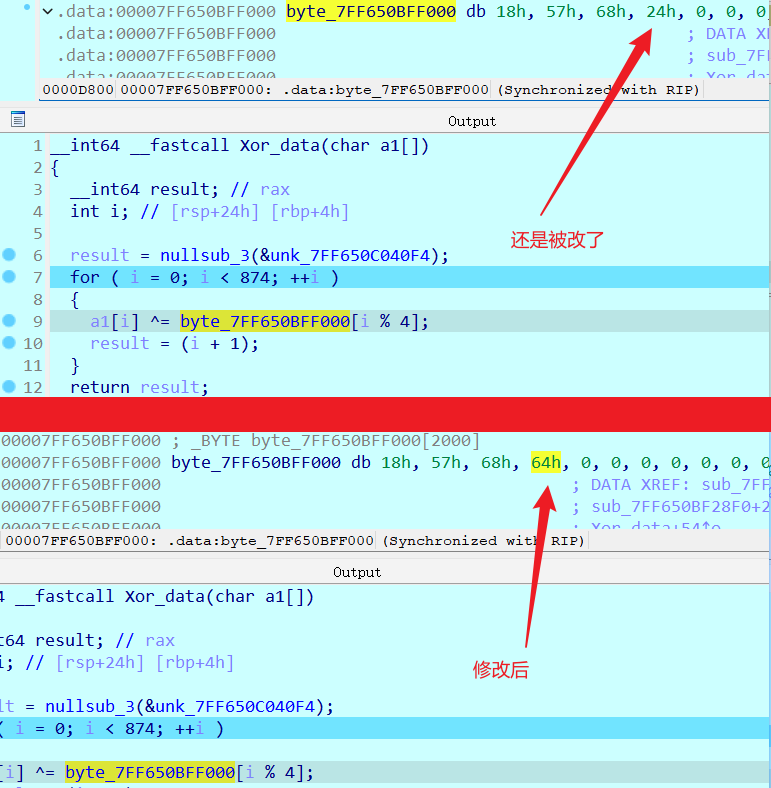 .data:00007FF650BFF000 byte_7FF650BFF000 db 18h, 57h, 68h, 24h, 0, 0, 0
.data:00007FF650BFF000 ; DATA XR
.data:00007FF650BFF000 ; sub_7FF
.data:00007FF650BFF000 ; Xor_dat
0000D800 00007FF650BFF000: .data:byte_7FF650BFF000 (Synchronized with RIP)
Output
1 __int64 __fastcall Xor_data(char a1[])
2 {
3 __int64 result; // rax
4 int i; // [rsp+24h] [rbp+4h]
5
还是被改了
6 result = nullsub_3(&unk_7FF650C040F4);
7 for ( i = 0; i < 874; ++i )
8 {
9 a1[i] ^= byte_7FF650BFF000[i % 4];
10 result = (i + 1);
11 }
12 return result;
00007FF650BFF000 ; _BYTE byte_7FF650BFF000[2000]
00007FF650BFF000 byte_7FF650BFF000 db 18h, 57h, 68h, 64h, 0, 0, 0, 0, 0, 0, 0
00007FF650BFF000 ; DATA XREF: sub_7FF
00007FF650BFF000 ; sub_7FF650BF28F0+2
00007FF650BFF000 ; Xor_data+54↑o
00007FF650BFF000: .data:byte_7FF650BFF000 (Synchronized with RIP)
Output
4 __fastcall Xor_data(char a1[])
t64 result; // rax
i; // [rsp+24h] [rbp+4h]
修改后
lt = nullsub_3(&unk_7FF650C040F4);
( i = 0; i < 874; ++i )
[i] ^= byte_7FF650BFF000[i % 4];